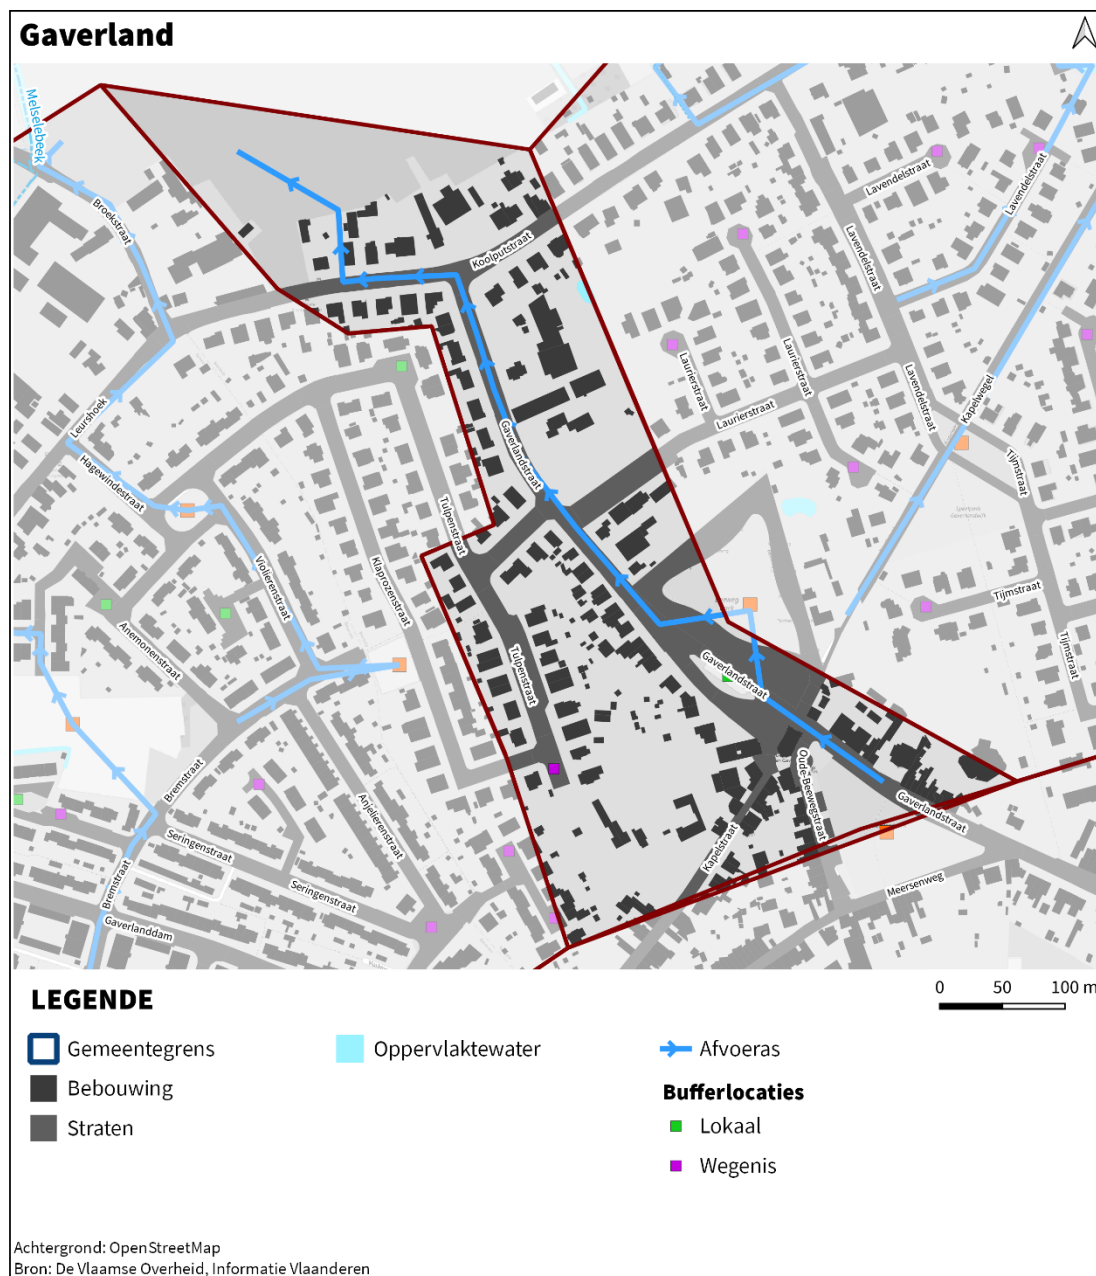 Gaverland
Melselebeek
Broekstraat
Koolputstraat
Lavendelstraat
Lavendelstraat
Lavendelstraat
Laurierstraat
Laurierstraat
Laurierstraat
Lavendelstraat
Kapelwegel
Leurshoek
Hagewindestraat
Gaverlandstraat
Tijmstraat
Tulpenstraat
Violierenstraat
Klaprozenstraat
Tijmstraat
Anemonenstraat
Tulpenstraat
Gaverlandstraat
Tijmstraat
Bremstraat
Anjelierenstraat
Oude Beewegstraat
Gaverlandstraat
Seringenstraat
Kapelstraat
Bremstraat
Seringenstraat
Meersenweg
Gaverlanddam
LEGENDE
0 50 100 m
Gemeentegrens
Oppervlaktewater
Afvoeras
Bebouwing
Bufferlocaties
Straten
Lokaal
Wegenis
Achtergrond: OpenStreetMap
Bron: De Vlaamse Overheid, Informatie Vlaanderen